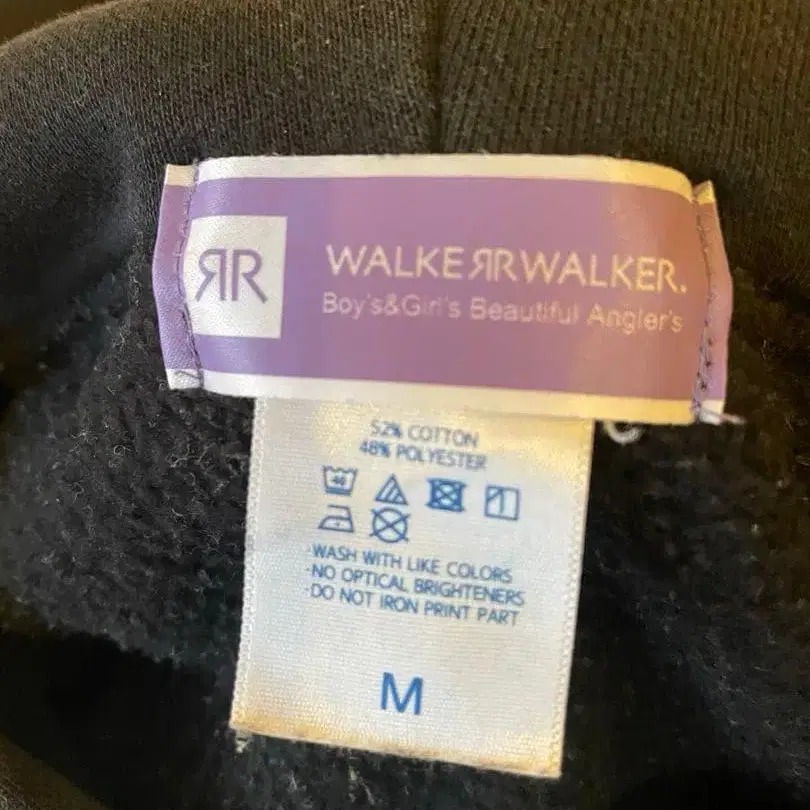 ЯR
WALKEЯRWALKER.
Boy's&Girl's Beautiful Angler's
52% COTTON
48% POLYESTER
40
·WASH WITH LIKE COLORS
·NO OPTICAL BRIGHTENERS
·DO NOT IRON PRINT PART
M